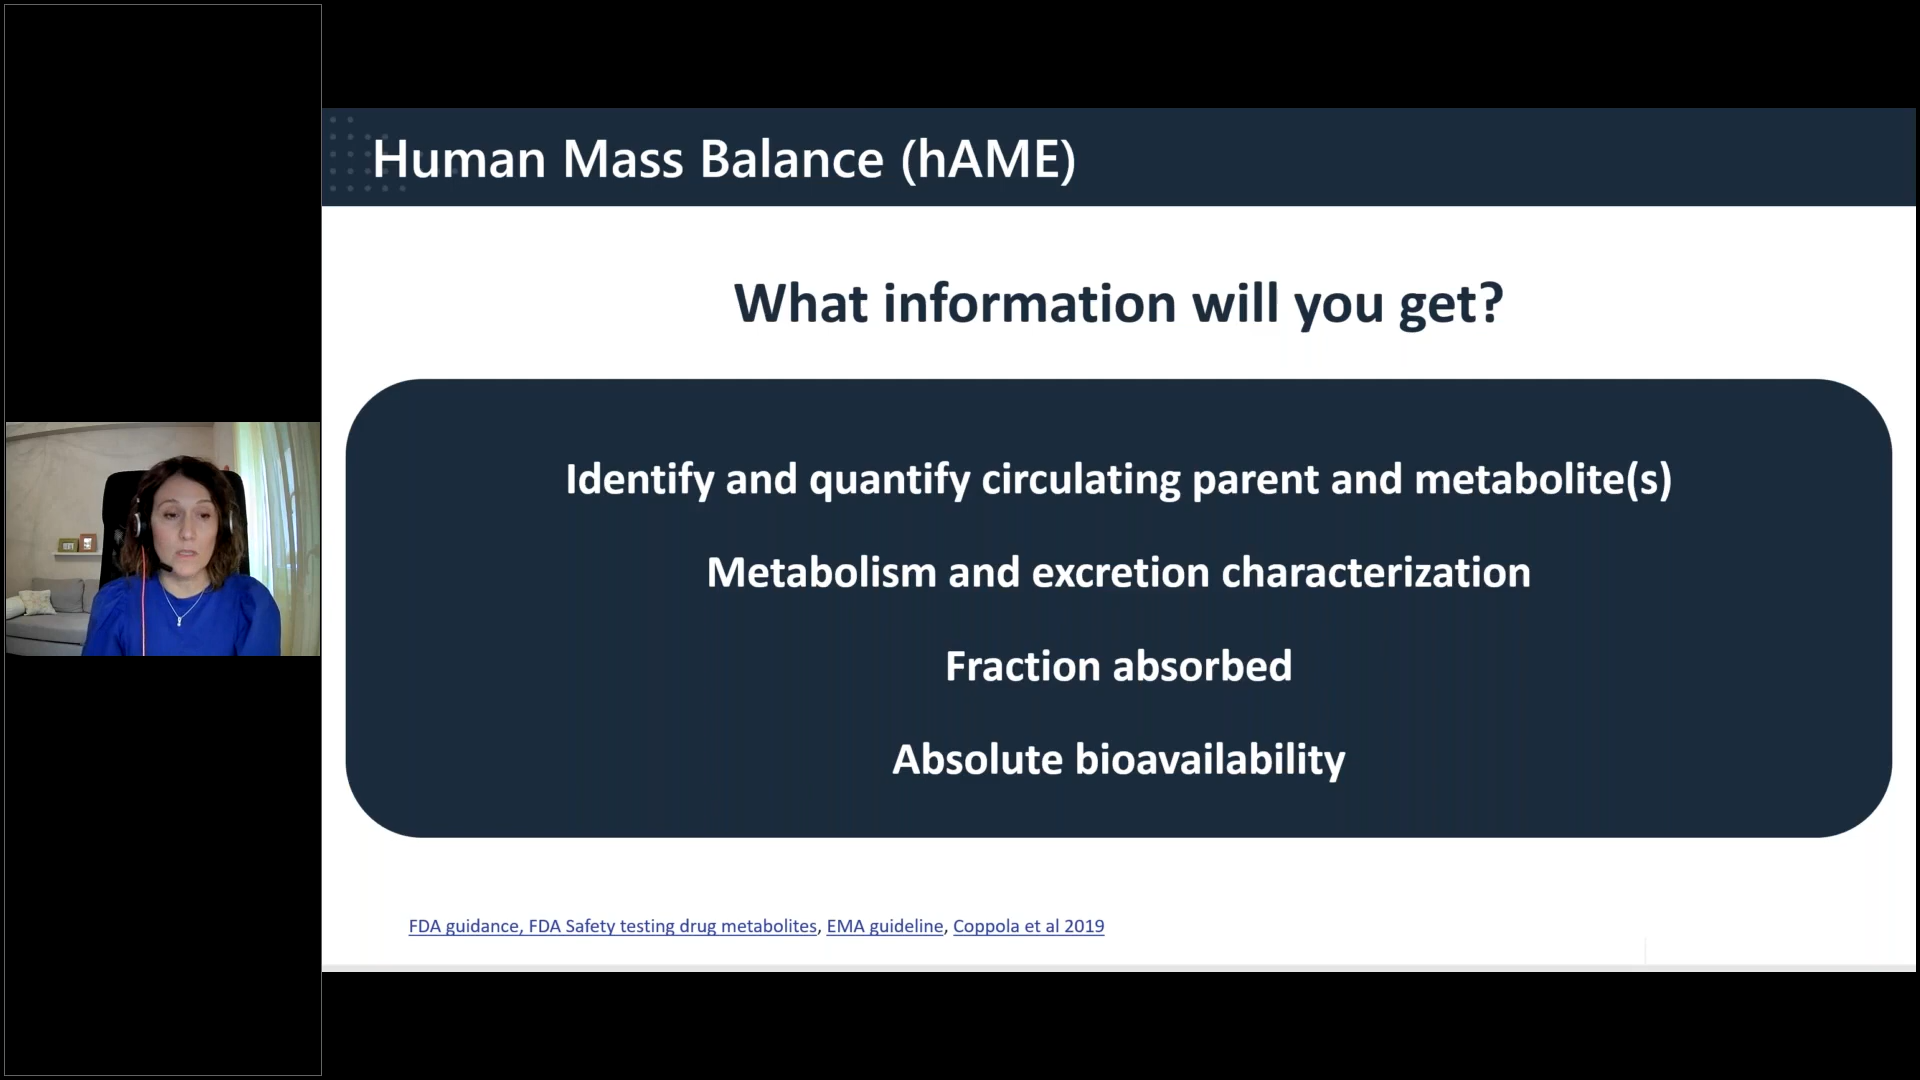 Human Mass Balance (hAME)
What information will you get?
Identify and quantify circulating parent and metabolite(s)
Metabolism and excretion characterization
Fraction absorbed
Absolute bioavailability
FDA guidance, FDA Safety testing drug metabolites, EMA guideline, Coppola et al 2019